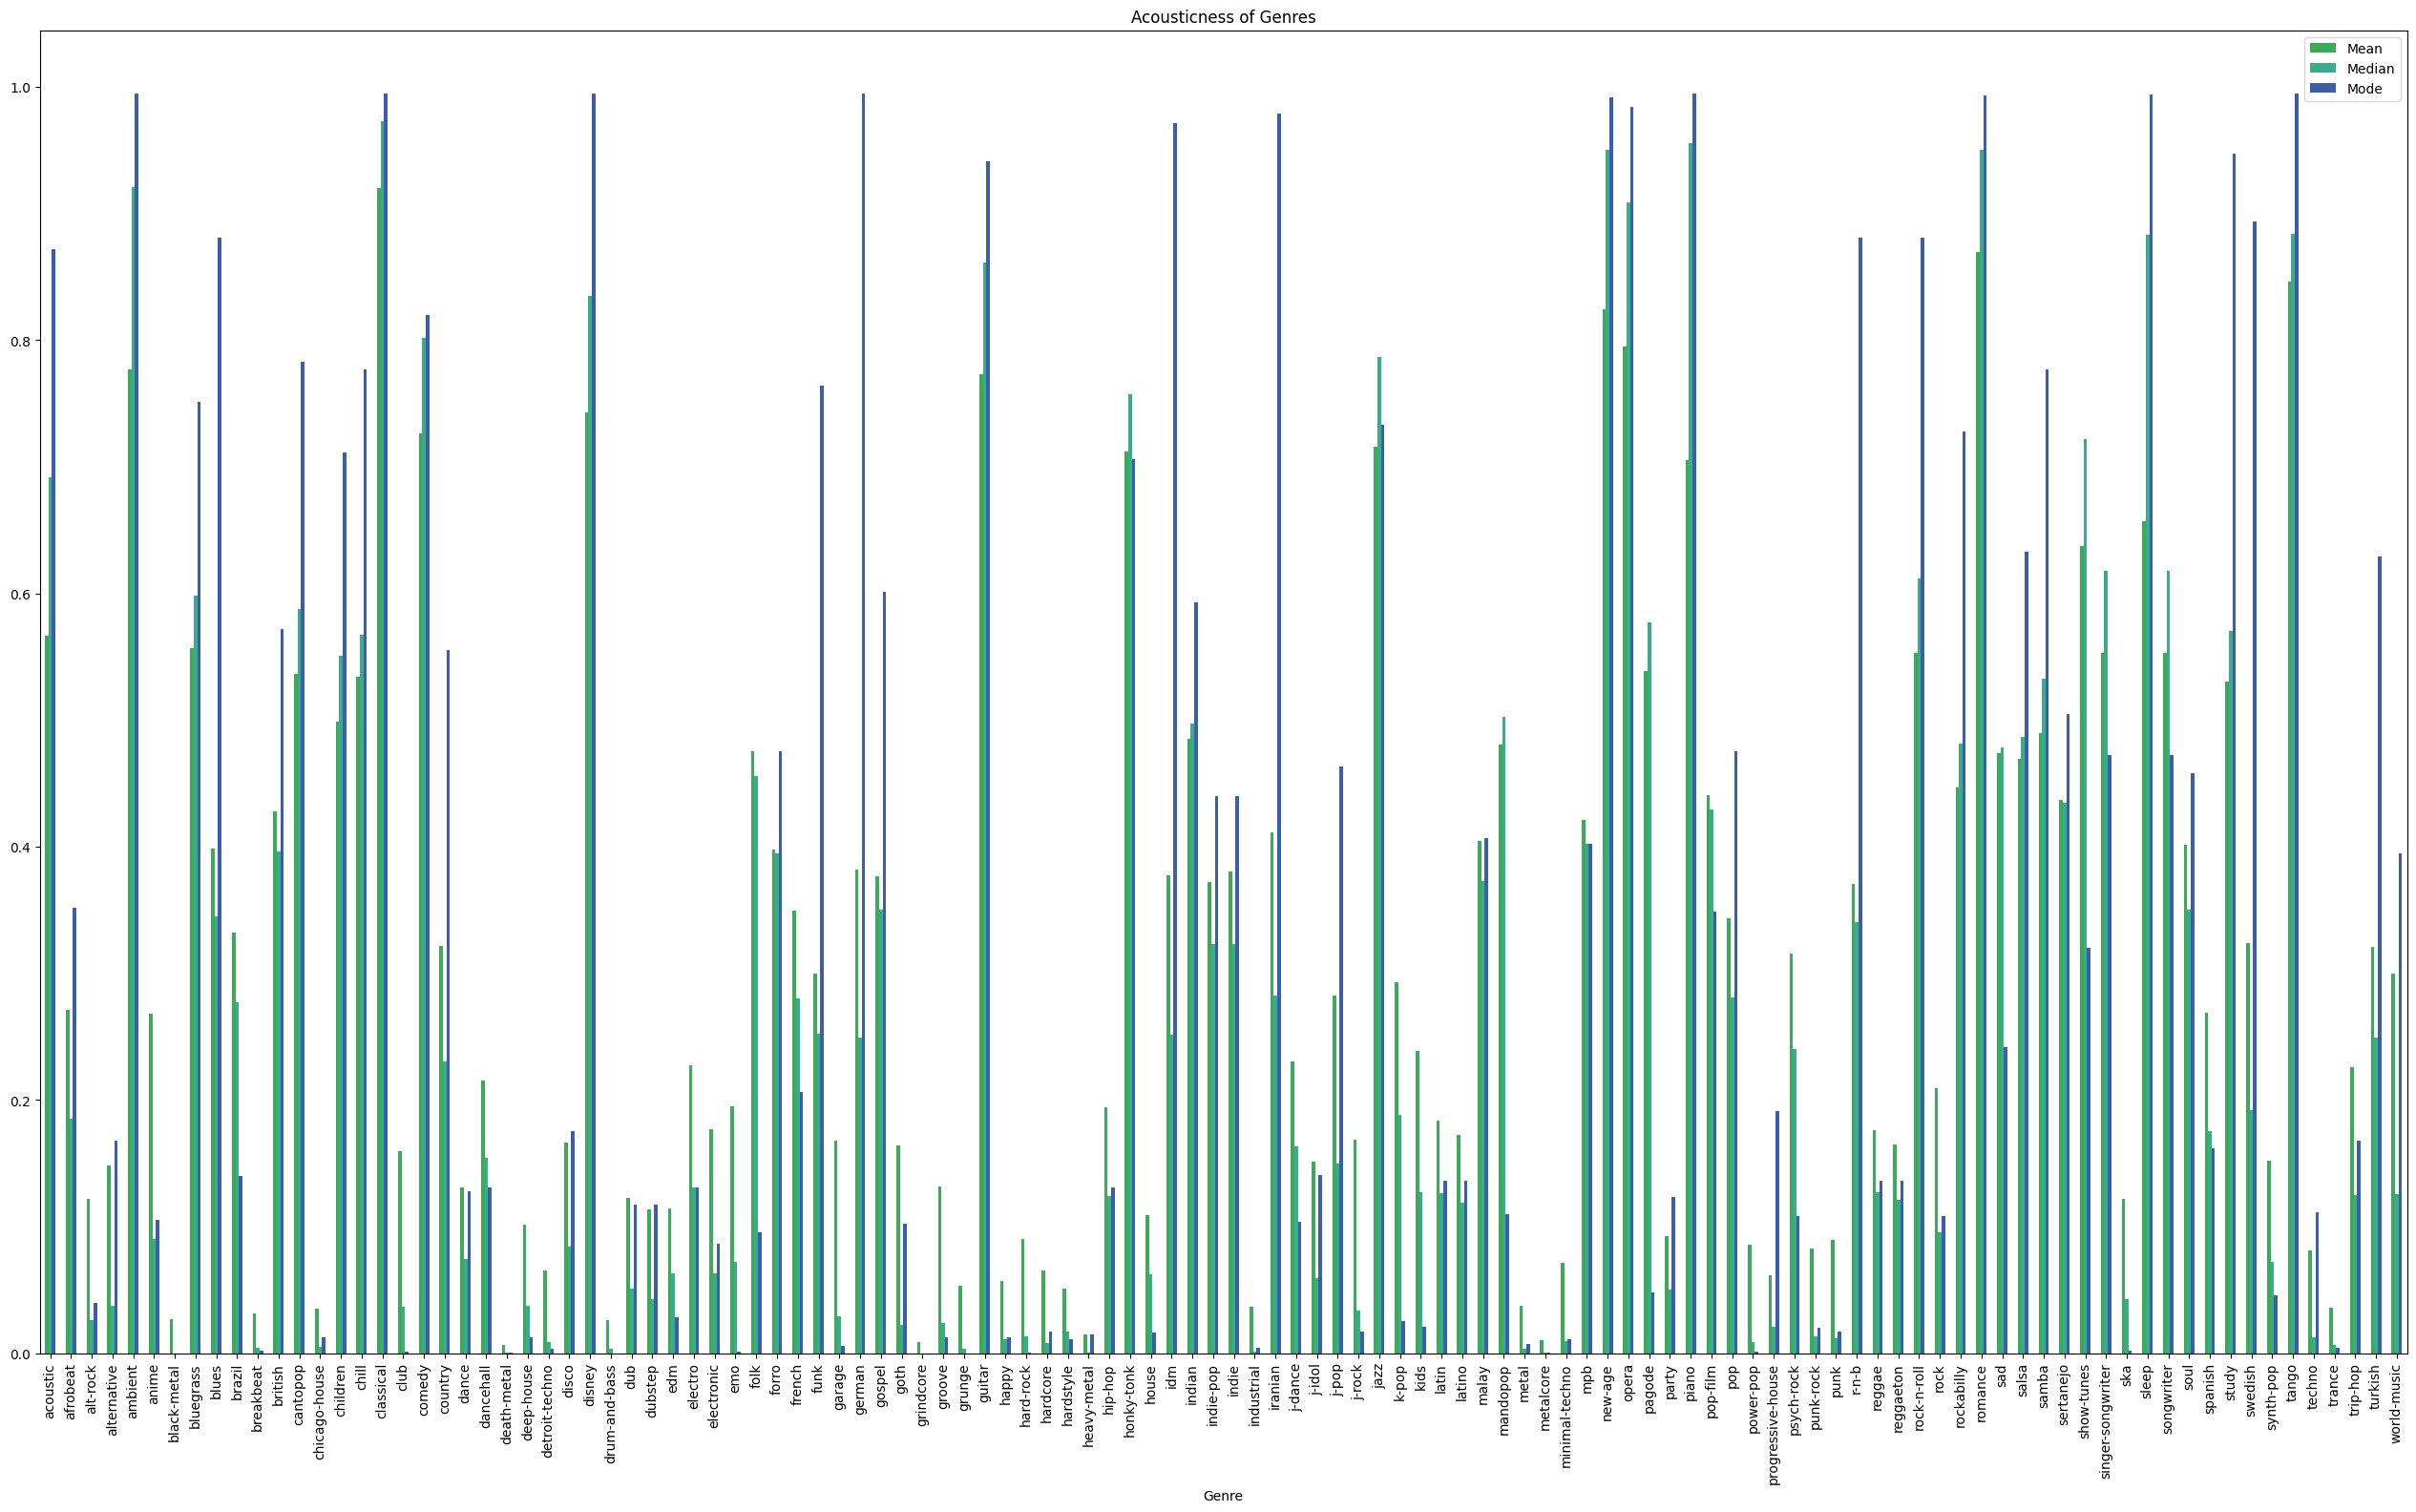 Acousticness of Genres
Mean
Median
Mode
1.0
0.8
0.6
0.4
0.2
0.0
acoustic
afrobeat
alt-rock
alternative
ambient
anime
black-metal
bluegrass
blues
brazil
breakbeat
british
cantopop
chicago-house
children
chill
classical
club
comedy
country
dance
dancehall
death-metal
deep-house
detroit-techno
disco
disney
drum-and-bass
dub
dubstep
edm
electro
electronic
emo
folk
forro
french
funk
garage
german
gospel
goth
grindcore
groove
grunge
guitar
happy
hard-rock
hardcore
hardstyle
heavy-metal
hip-hop
honky-tonk
house
idm
indian
indie-pop
indie
industrial
iranian
j-dance
j-idol
j-pop
j-rock
jazz
k-pop
kids
latin
latino
malay
mandopop
metal
metalcore
minimal-techno
mpb
new-age
opera
pagode
party
piano
pop-film
pop
power-pop
progressive-house
psych-rock
punk-rock
punk
r-n-b
reggae
reggaeton
rock-n-roll
rock
rockabilly
romance
sad
salsa
samba
sertanejo
show-tunes
singer-songwriter
ska
sleep
songwriter
soul
spanish
study
swedish
synth-pop
tango
techno
trance
trip-hop
turkish
world-music
Genre